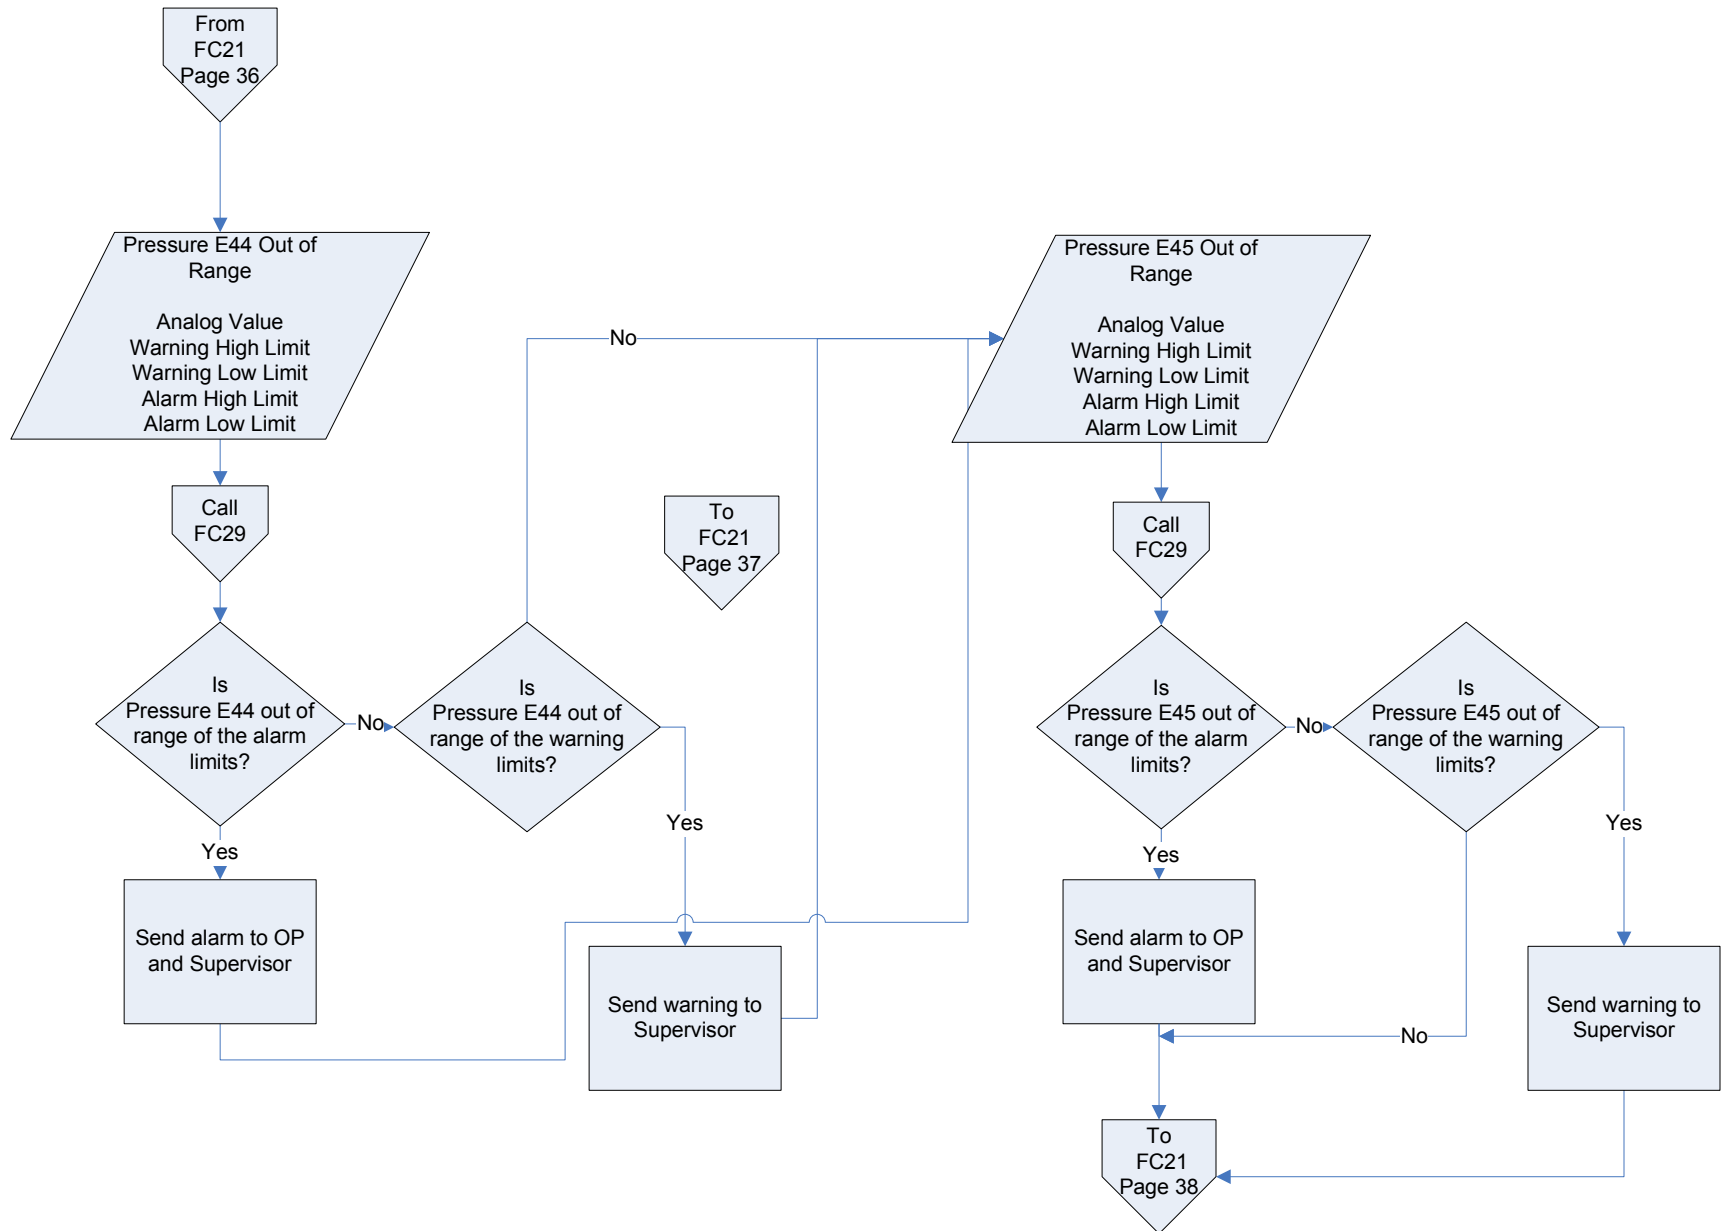 From
FC21
Page 36
Pressure E44 Out of
Range
Analog Value
Warning High Limit
Warning Low Limit
Alarm High Limit
Alarm Low Limit
Call
FC29
Is
Pressure E44 out of
range of the alarm
limits?
No
Is
Pressure E44 out of
range of the warning
limits?
No
Yes
Yes
Send alarm to OP
and Supervisor
Send warning to
Supervisor
To
FC21
Page 37
Pressure E45 Out of
Range
Analog Value
Warning High Limit
Warning Low Limit
Alarm High Limit
Alarm Low Limit
Call
FC29
Is
Pressure E45 out of
range of the alarm
limits?
No
Is
Pressure E45 out of
range of the warning
limits?
Yes
Yes
Send alarm to OP
and Supervisor
No
Send warning to
Supervisor
To
FC21
Page 38